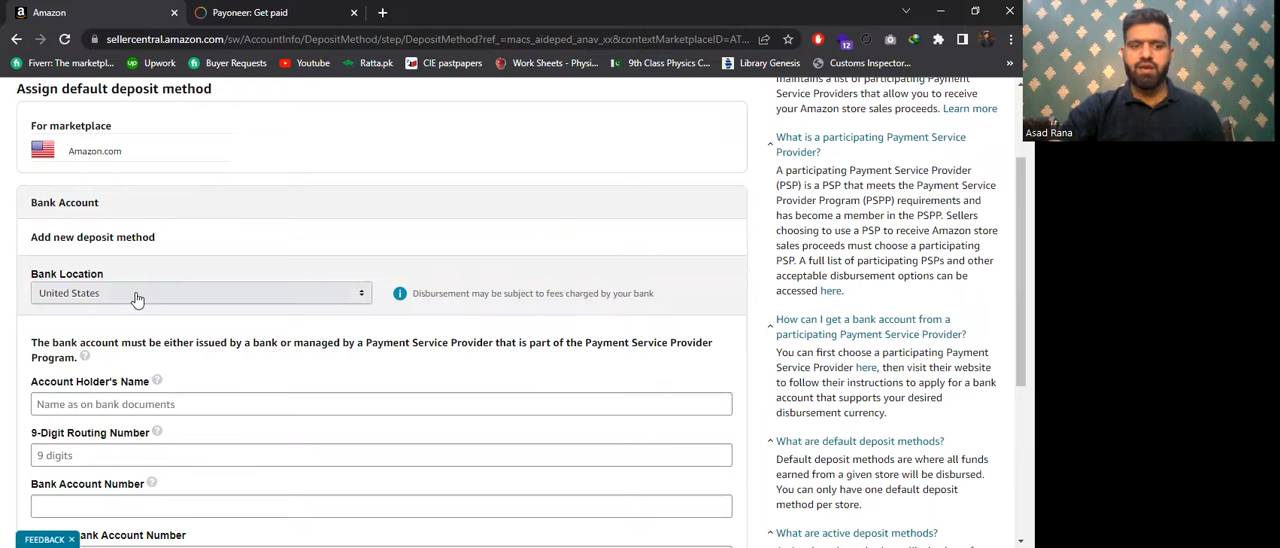 Amazon
Payoneer: Get paid
sellercentral.amazon.com/sw/AccountInfo/DepositMethod/step/DepositMethod?ref_=macs_aideped_anav_xx&contextMarketplaceID=AT...
12
Fiverr: The marketpl...
Upwork
Buyer Requests
YouTube
Ratta.pk
CIE pastpapers
Work Sheets - Physi...
9th Class Physics C...
Library Genesis
Customs Inspector...
»
Assign default deposit method
For marketplace
Amazon.com
Bank Account
Add new deposit method
Bank Location
United States
Disbursement may be subject to fees charged by your bank
The bank account must be either issued by a bank or managed by a Payment Service Provider that is part of the Payment Service Provider
Program.
Account Holder's Name
Name as on bank documents
9-Digit Routing Number
9 digits
Bank Account Number
ank Account Number
FEEDBACK
maintains a list of participating Payment
Service Providers that allow you to receive
your Amazon store sales proceeds. Learn more
What is a participating Payment Service
Provider?
A participating Payment Service Provider
(PSP) is a PSP that meets the Payment Service
Provider Program (PSPP) requirements and
has become a member in the PSPP. Sellers
choosing to use a PSP to receive Amazon store
sales proceeds must choose a participating
PSP. A full list of participating PSPs and other
acceptable disbursement options can be
accessed here.
How can I get a bank account from a
participating Payment Service Provider?
You can first choose a participating Payment
Service Provider here, then visit their website
to follow their instructions to apply for a bank
account that supports your desired
disbursement currency.
What are default deposit methods?
Default deposit methods are where all funds
earned from a given store will be disbursed.
You can only have one default deposit
method per store.
What are active deposit methods?
Asad Rana